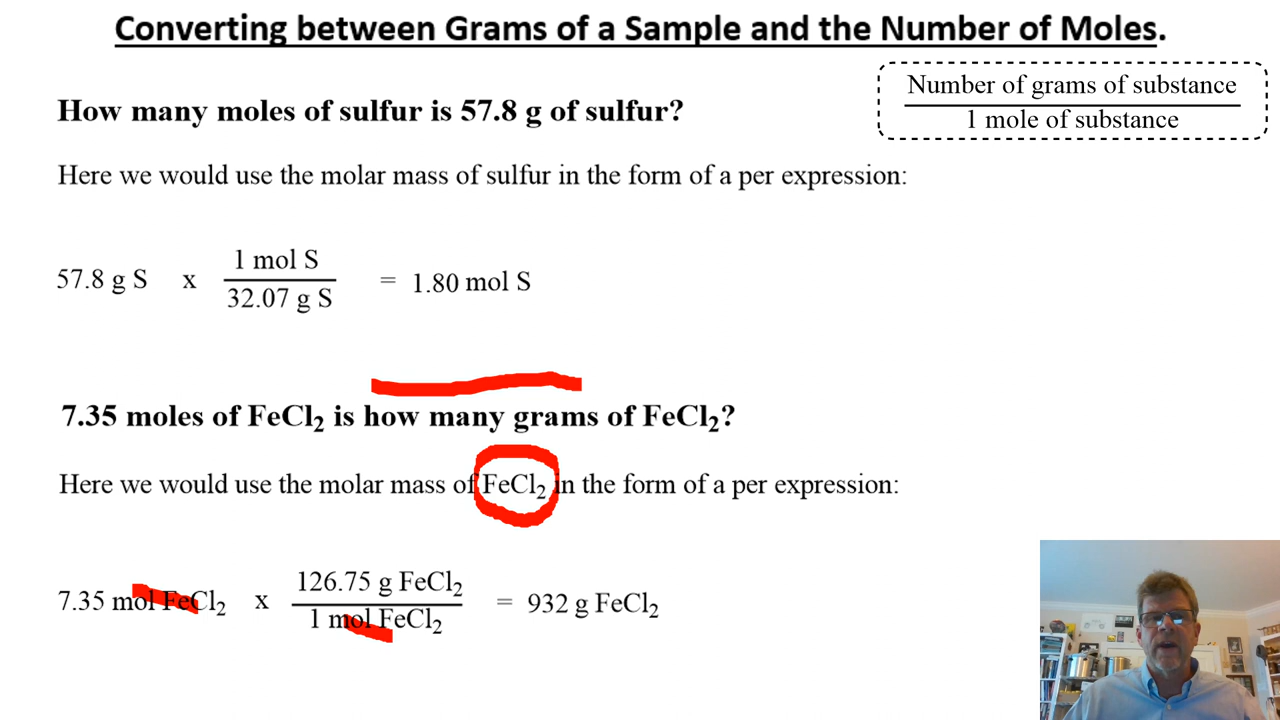 Converting between Grams of a Sample and the Number of Moles.
Number of grams of substance
1 mole of substance
How many moles of sulfur is 57.8 g of sulfur?
Here we would use the molar mass of sulfur in the form of a per expression:
1 mol S
57.8 g S x = 1.80 mol S
32.07 g S
7.35 moles of FeCl₂ is how many grams of FeCl₂?
Here we would use the molar mass of FeCl₂ in the form of a per expression:
126.75 g FeCl₂
7.35 mol FeCl₂ x = 932 g FeCl₂
1 mol FeCl₂